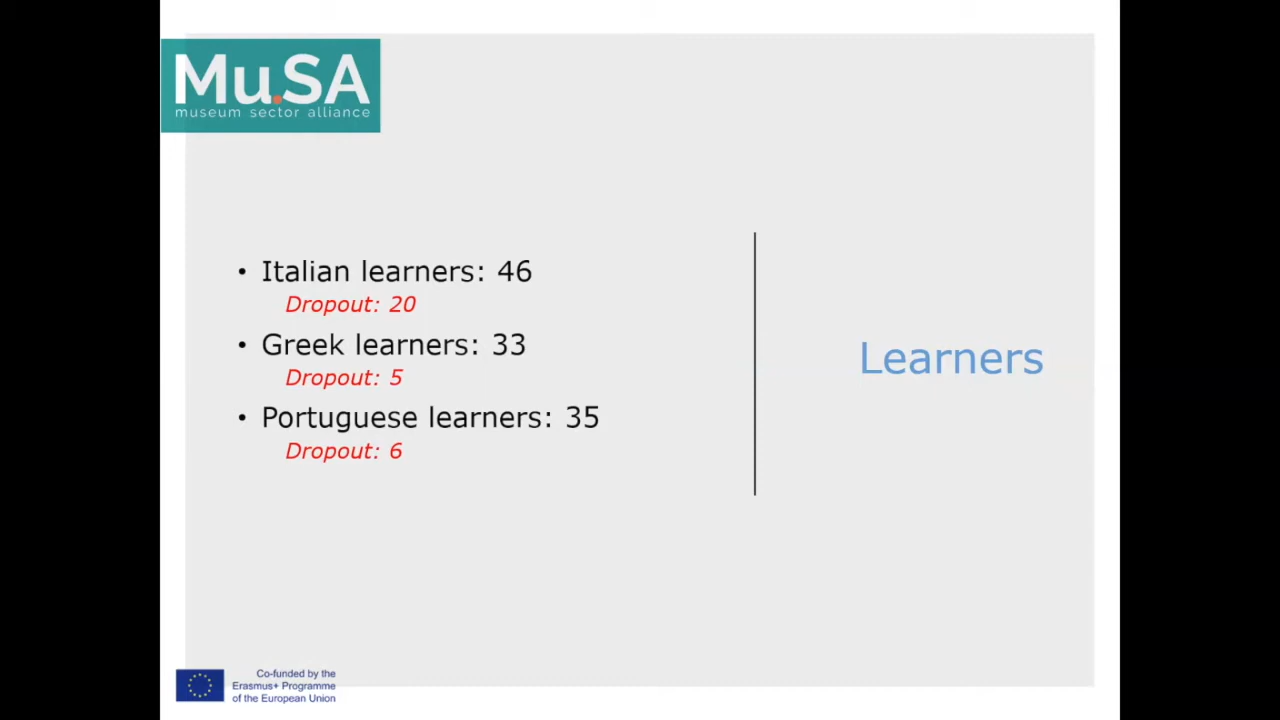 Mu.SA
museum sector alliance
• Italian learners: 46
Dropout: 20
• Greek learners: 33
Dropout: 5
• Portuguese learners: 35
Dropout: 6
Learners
Co-funded by the
Erasmus+ Programme
of the European Union